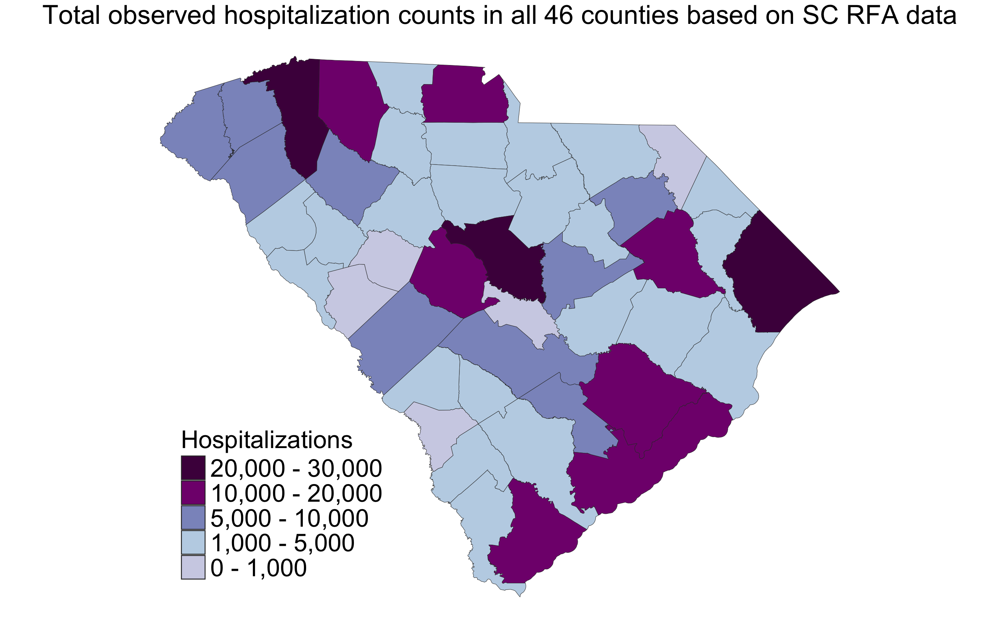 Total observed hospitalization counts in all 46 counties based on SC RFA data
Hospitalizations
20,000 - 30,000
10,000 - 20,000
5,000 - 10,000
1,000 - 5,000
0 - 1,000